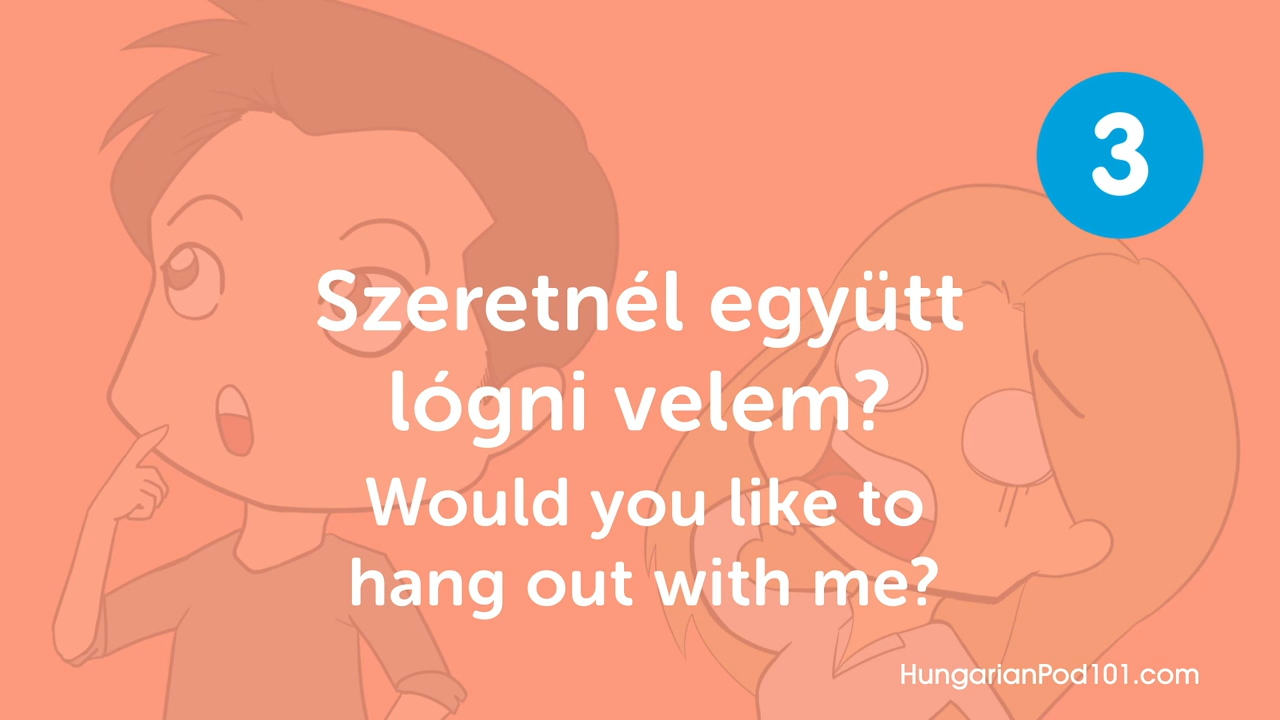 3
Szeretnél együtt
lógni velem?
Would you like to
hang out with me?
HungarianPod101.com